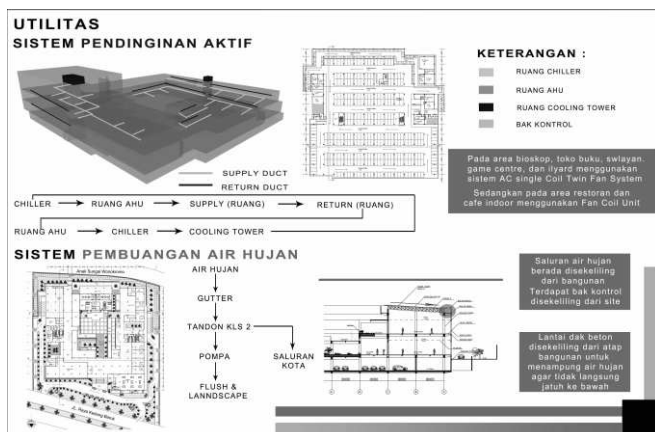 UTILITAS
SISTEM PENDINGINAN AKTIF
KETERANGAN :
RUANG CHILLER
RUANG AHU
RUANG COOLING TOWER
BAK KONTROL
SUPPLY DUCT
RETURN DUCT
Pada area bioskop, toko buku, swlayan
game centre, dan ilyard menggunakan
sistem AC single Coil Twin Fan System
Sedangkan pada area restoran dan
cafe indoor menggunakan Fan Coil Unit
CHILLER RUANG AHU SUPPLY (RUANG) RETURN (RUANG)
RUANG AHU CHILLER COOLING TOWER
SISTEM PEMBUANGAN AIR HUJAN
AIR HUJAN
GUTTER
TANDON KLS 2
POMPA
SALURAN
KOTA
FLUSH &
LANNDSCAPE
Saluran air hujan
berada disekeliling
dari bangunan
Terdapat bak kontrol
disekeliling dari site
Lantai dak beton
disekeliling dari atap
bangunan untuk
menampung air hujan
agar tidak langsung
jatuh ke bawah